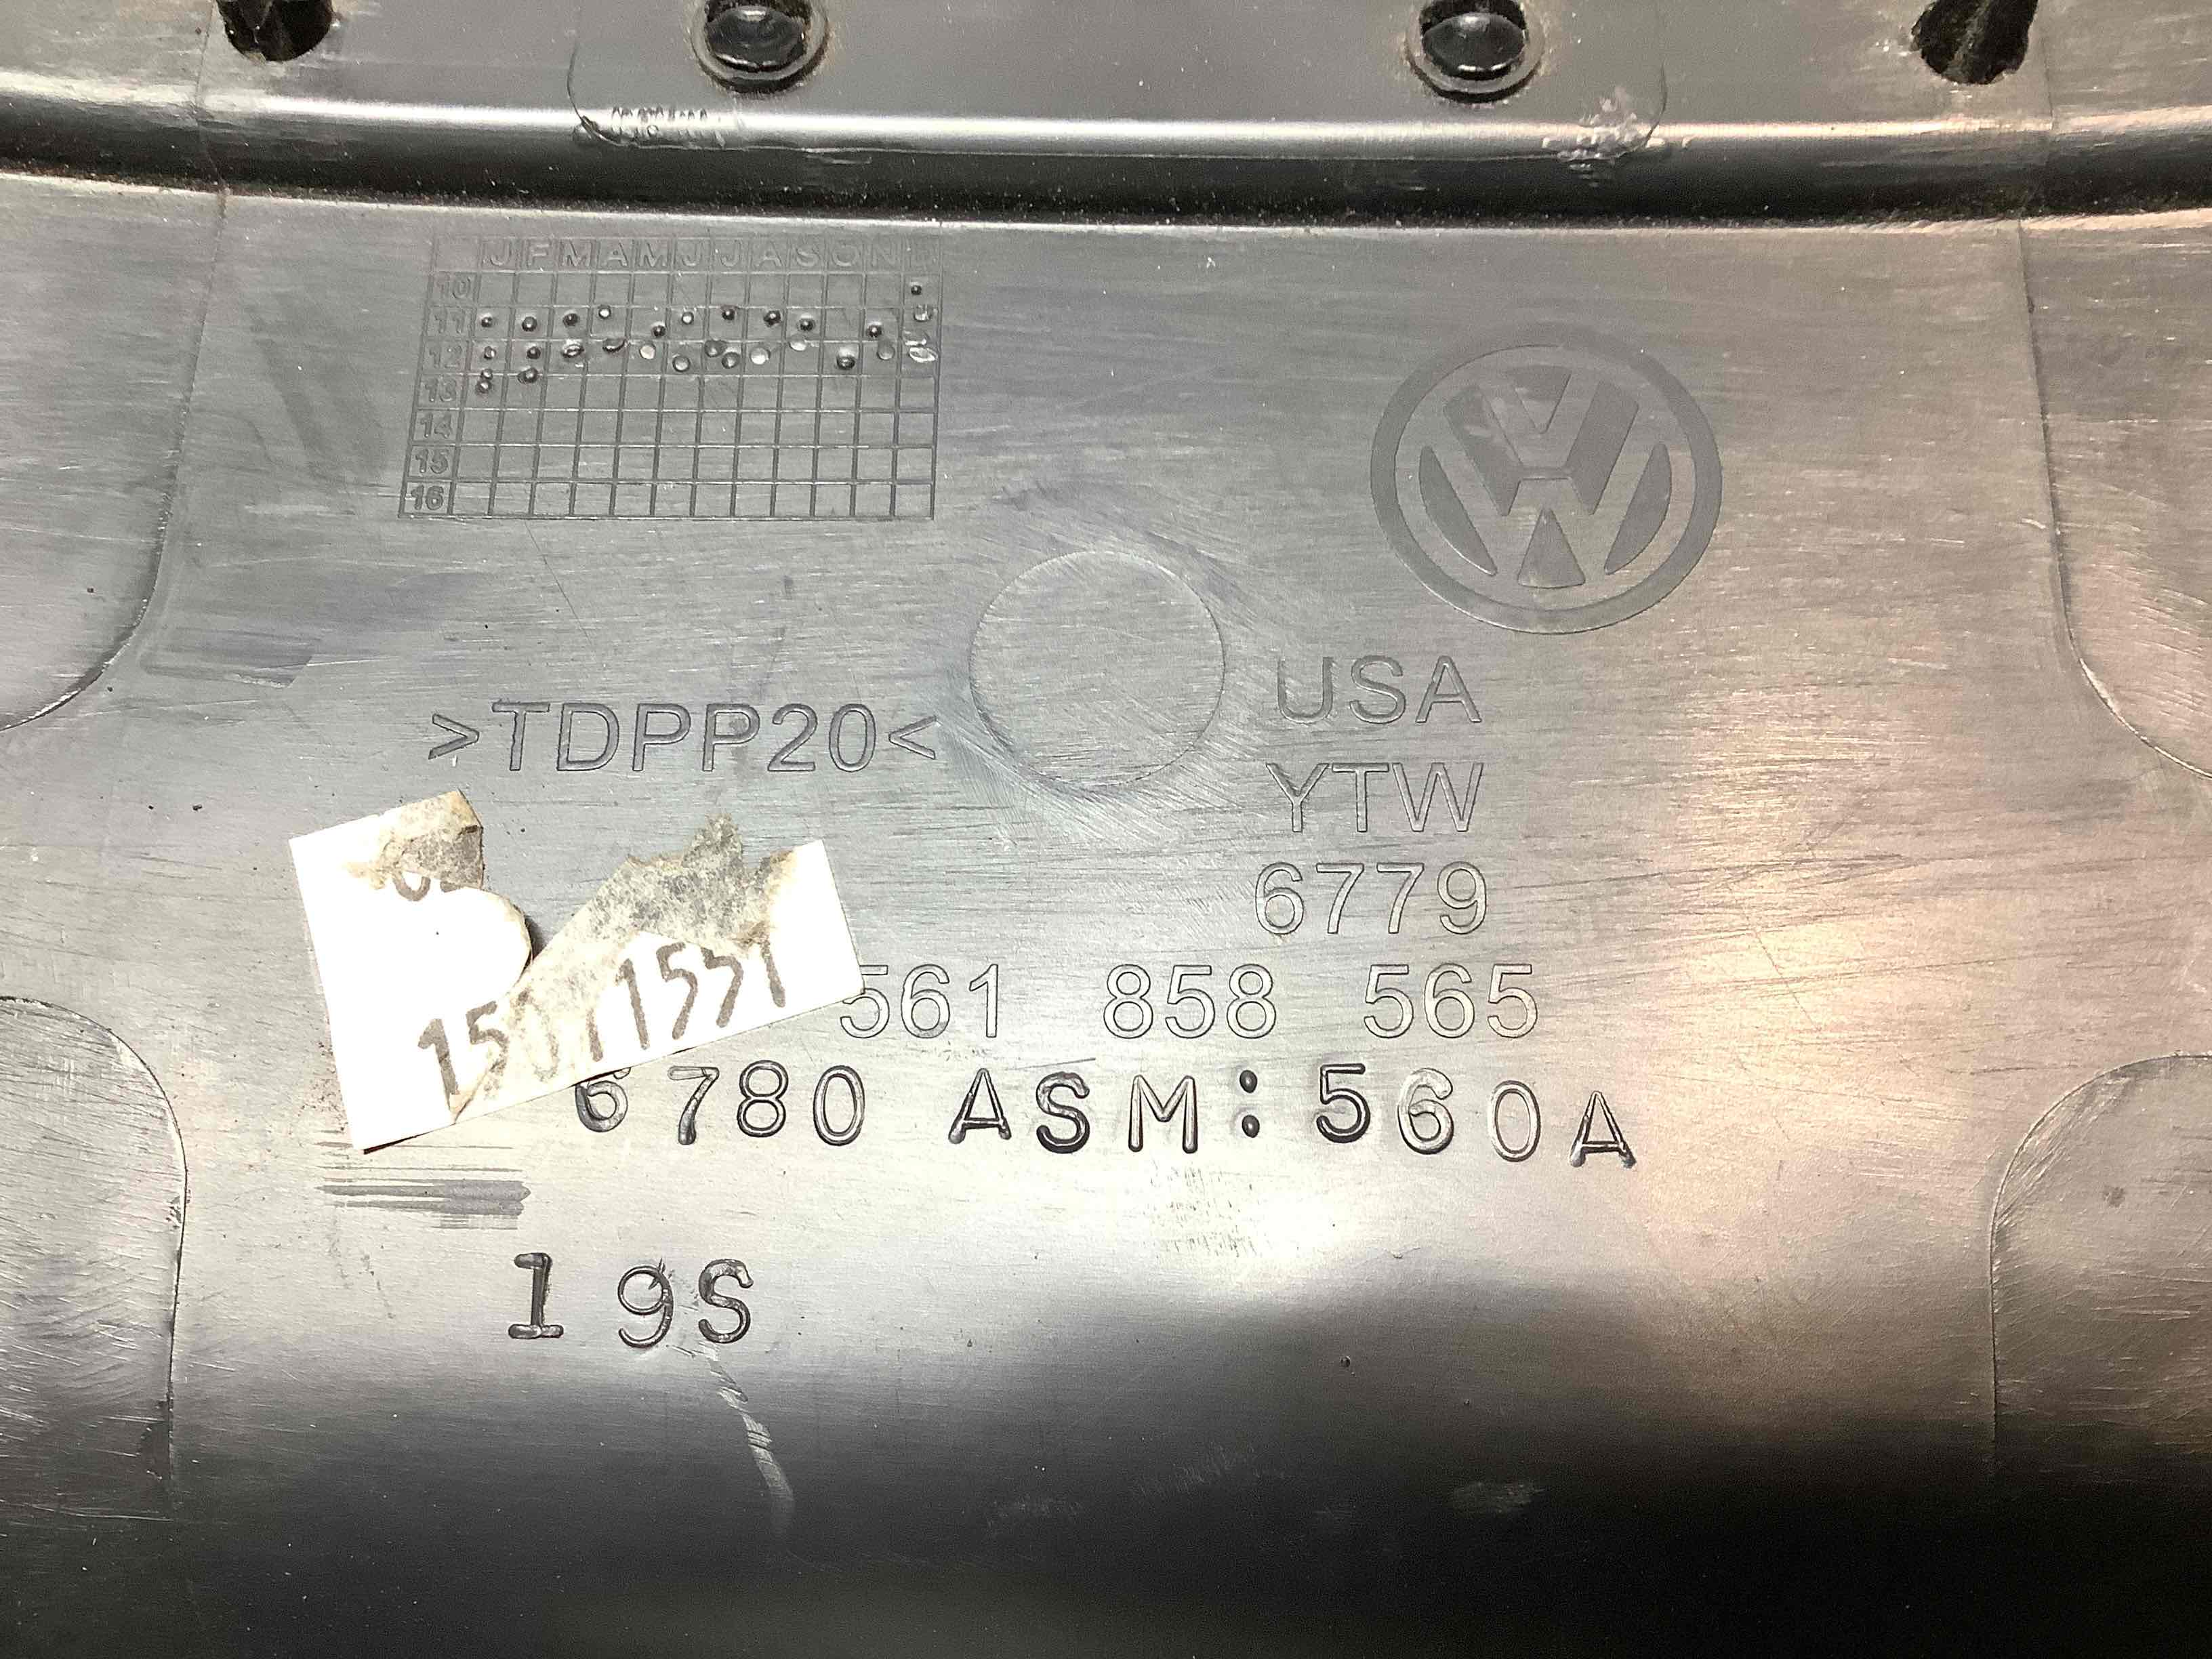 J F M A M J J A S O N D
10
11
12
13
14
15
16
USA
>TDPP20<
YTW
6779
561 858 565
6780 ASM:560A
19S